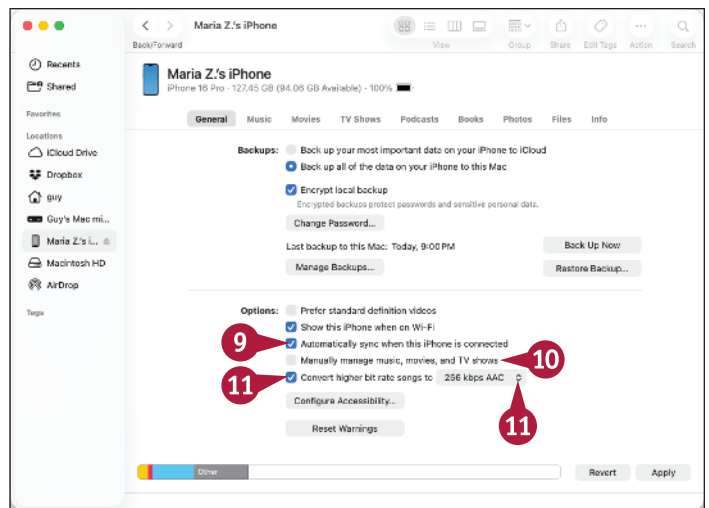 Maria Z.'s iPhone
Back/Forward
View
Group
Share
Edit Tags
Action
Search
Recents
Shared
Favorites
Locations
iCloud Drive
Dropbox
guy
Guy's Mac mi...
Maria Z.'s i...
Macintosh HD
AirDrop
Tags
Maria Z.'s iPhone
iPhone 16 Pro · 127.45 GB (94.06 GB Available) · 100%
General Music Movies TV Shows Podcasts Books Photos Files Info
Backups: Back up your most important data on your iPhone to iCloud
Back up all of the data on your iPhone to this Mac
Encrypt local backup
Encrypted backups protect passwords and sensitive personal data.
Change Password...
Last backup to this Mac: Today, 9:00 PM
Back Up Now
Manage Backups...
Restore Backup...
Options: Prefer standard definition videos
Show this iPhone when on Wi-Fi
9 Automatically sync when this iPhone is connected
Manually manage music, movies, and TV shows 10
11 Convert higher bit rate songs to 256 kbps AAC
Configure Accessibility...
11
Reset Warnings
Other
Revert
Apply